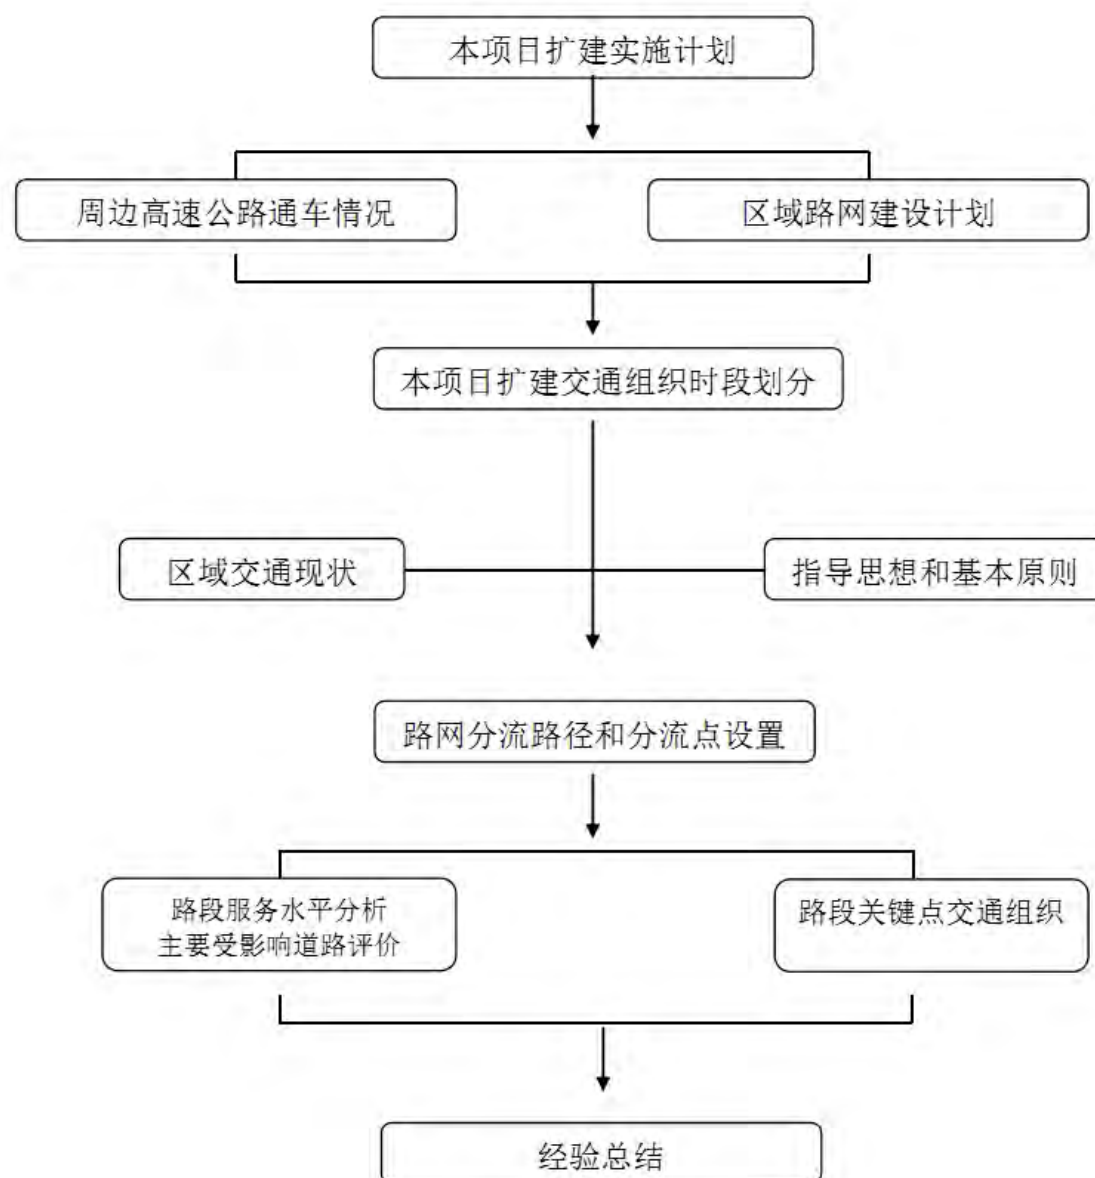 本项目扩建实施计划
周边高速公路通车情况
区域路网建设计划
本项目扩建交通组织时段划分
区域交通现状
指导思想和基本原则
路网分流路径和分流点设置
路段服务水平分析
主要受影响道路评价
路段关键点交通组织
经验总结